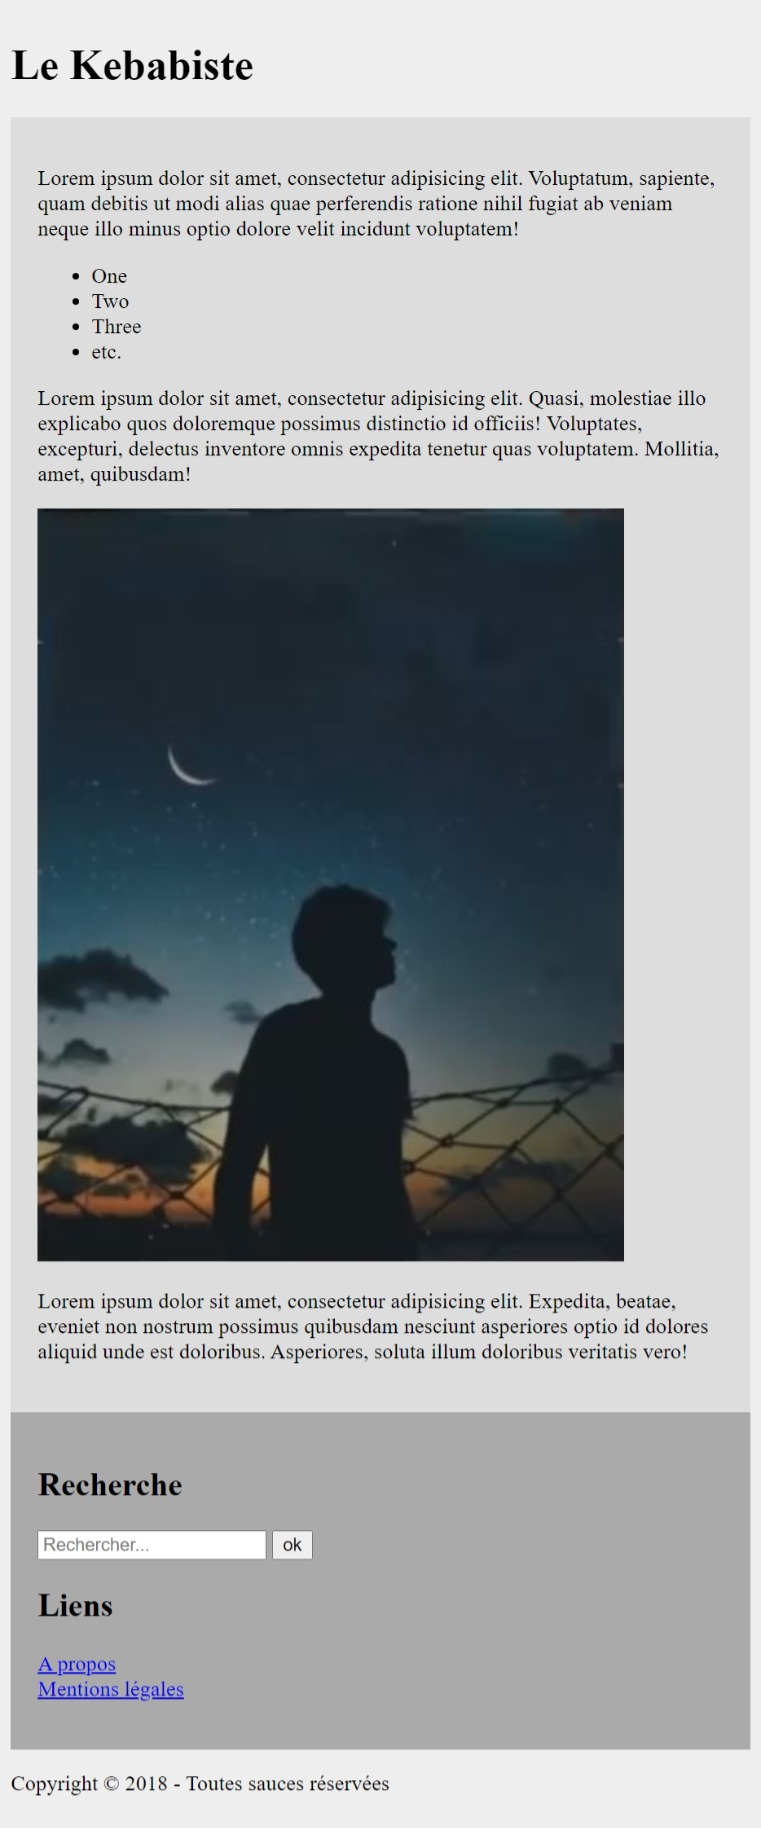 Le Kebabiste
Lorem ipsum dolor sit amet, consectetur adipisicing elit. Voluptatum, sapiente,
quam debitis ut modi alias quae perferendis ratione nihil fugiat ab veniam
neque illo minus optio dolore velit incidunt voluptatem!
• One
• Two
• Three
• etc.
Lorem ipsum dolor sit amet, consectetur adipisicing elit. Quasi, molestiae illo
explicabo quos doloremque possimus distinctio id officiis! Voluptates,
excepturi, delectus inventore omnis expedita tenetur quas voluptatem. Mollitia,
amet, quibusdam!
Lorem ipsum dolor sit amet, consectetur adipisicing elit. Expedita, beatae,
eveniet non nostrum possimus quibusdam nesciunt asperiores optio id dolores
aliquid unde est doloribus. Asperiores, soluta illum doloribus veritatis vero!
Recherche
Rechercher... ok
Liens
A propos
Mentions légales
Copyright © 2018 - Toutes sauces réservées